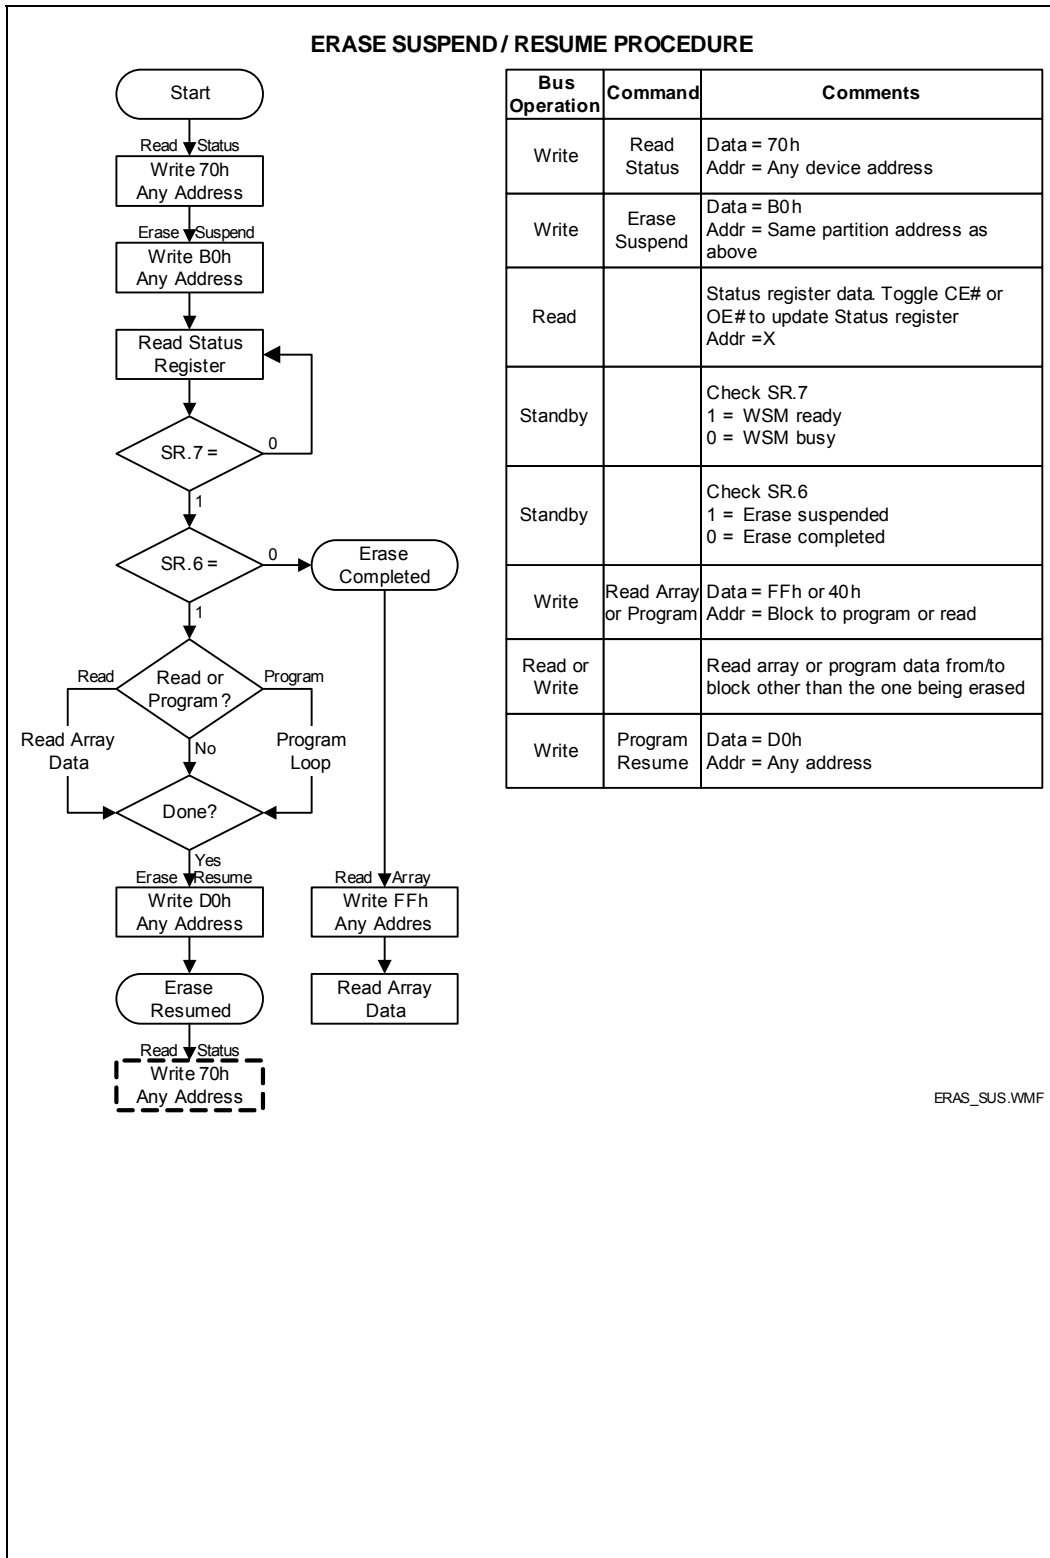 ERASE SUSPEND / RESUME PROCEDURE
Start
Read Status
Write 70h
Any Address
Erase Suspend
Write B0h
Any Address
Read Status
Register
SR.7 =
0
1
SR.6 =
0
Erase
Completed
1
Read or
Program?
Read
Program
Read Array
Data
No
Program
Loop
Done?
Yes
Erase Resume
Write D0h
Any Address
Read Array
Write FFh
Any Addres
Erase
Resumed
Read Array
Data
Read Status
Write 70h
Any Address
Bus
Operation
Command
Comments
Write
Read
Status
Data = 70h
Addr = Any device address
Write
Erase
Suspend
Data = B0h
Addr = Same partition address as
above
Read
Status register data. Toggle CE# or
OE# to update Status register
Addr =X
Standby
Check SR.7
1 = WSM ready
0 = WSM busy
Standby
Check SR.6
1 = Erase suspended
0 = Erase completed
Write
Read Array
or Program
Data = FFh or 40h
Addr = Block to program or read
Read or
Write
Read array or program data from/to
block other than the one being erased
Write
Program
Resume
Data = D0h
Addr = Any address
ERAS_SUS.WMF